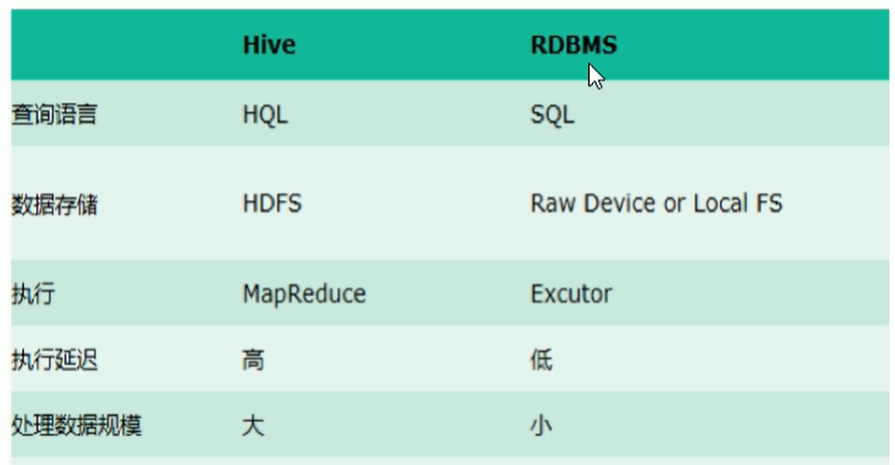 Hive RDBMS
查询语言 HQL SQL
数据存储 HDFS Raw Device or Local FS
执行 MapReduce Excutor
执行延迟 高 低
处理数据规模 大 小